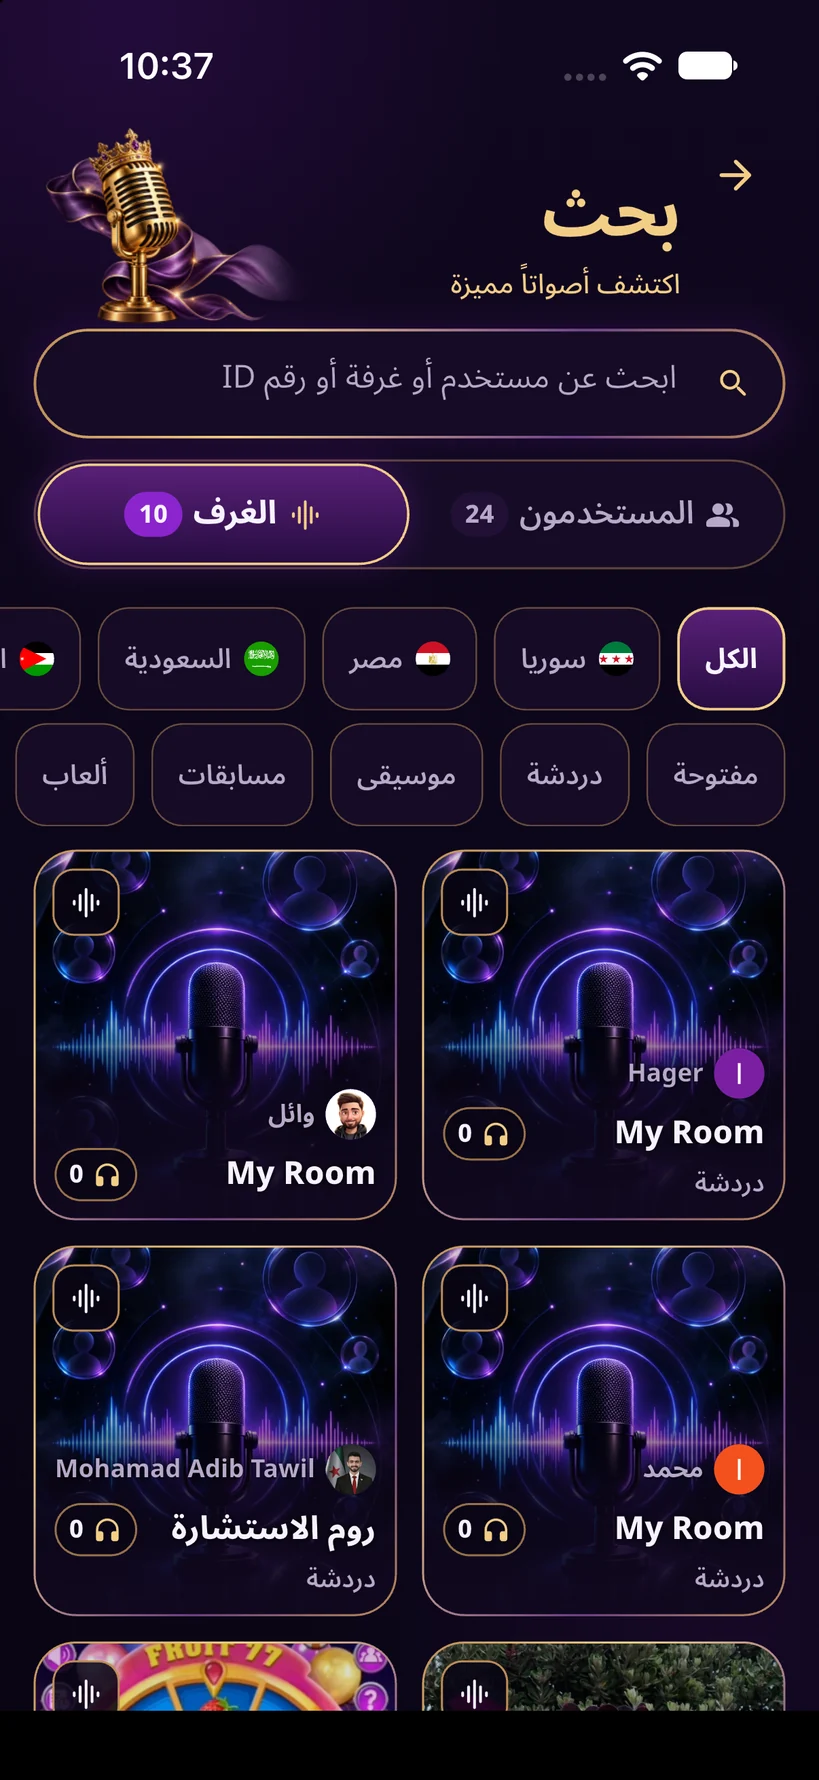 10:37
بحث
اكتشف أصواتاً مميزة
ابحث عن مستخدم أو غرفة أو رقم ID
المستخدمون 24
الغرف 10
الكل
سوريا
مصر
السعودية
مفتوحة
دردشة
موسيقى
مسابقات
ألعاب
Hager
My Room
0
دردشة
وائل
My Room
0
محمد
My Room
0
دردشة
Mohamad Adib Tawil
روم الاستشارة
0
دردشة
FRUIT 77
?